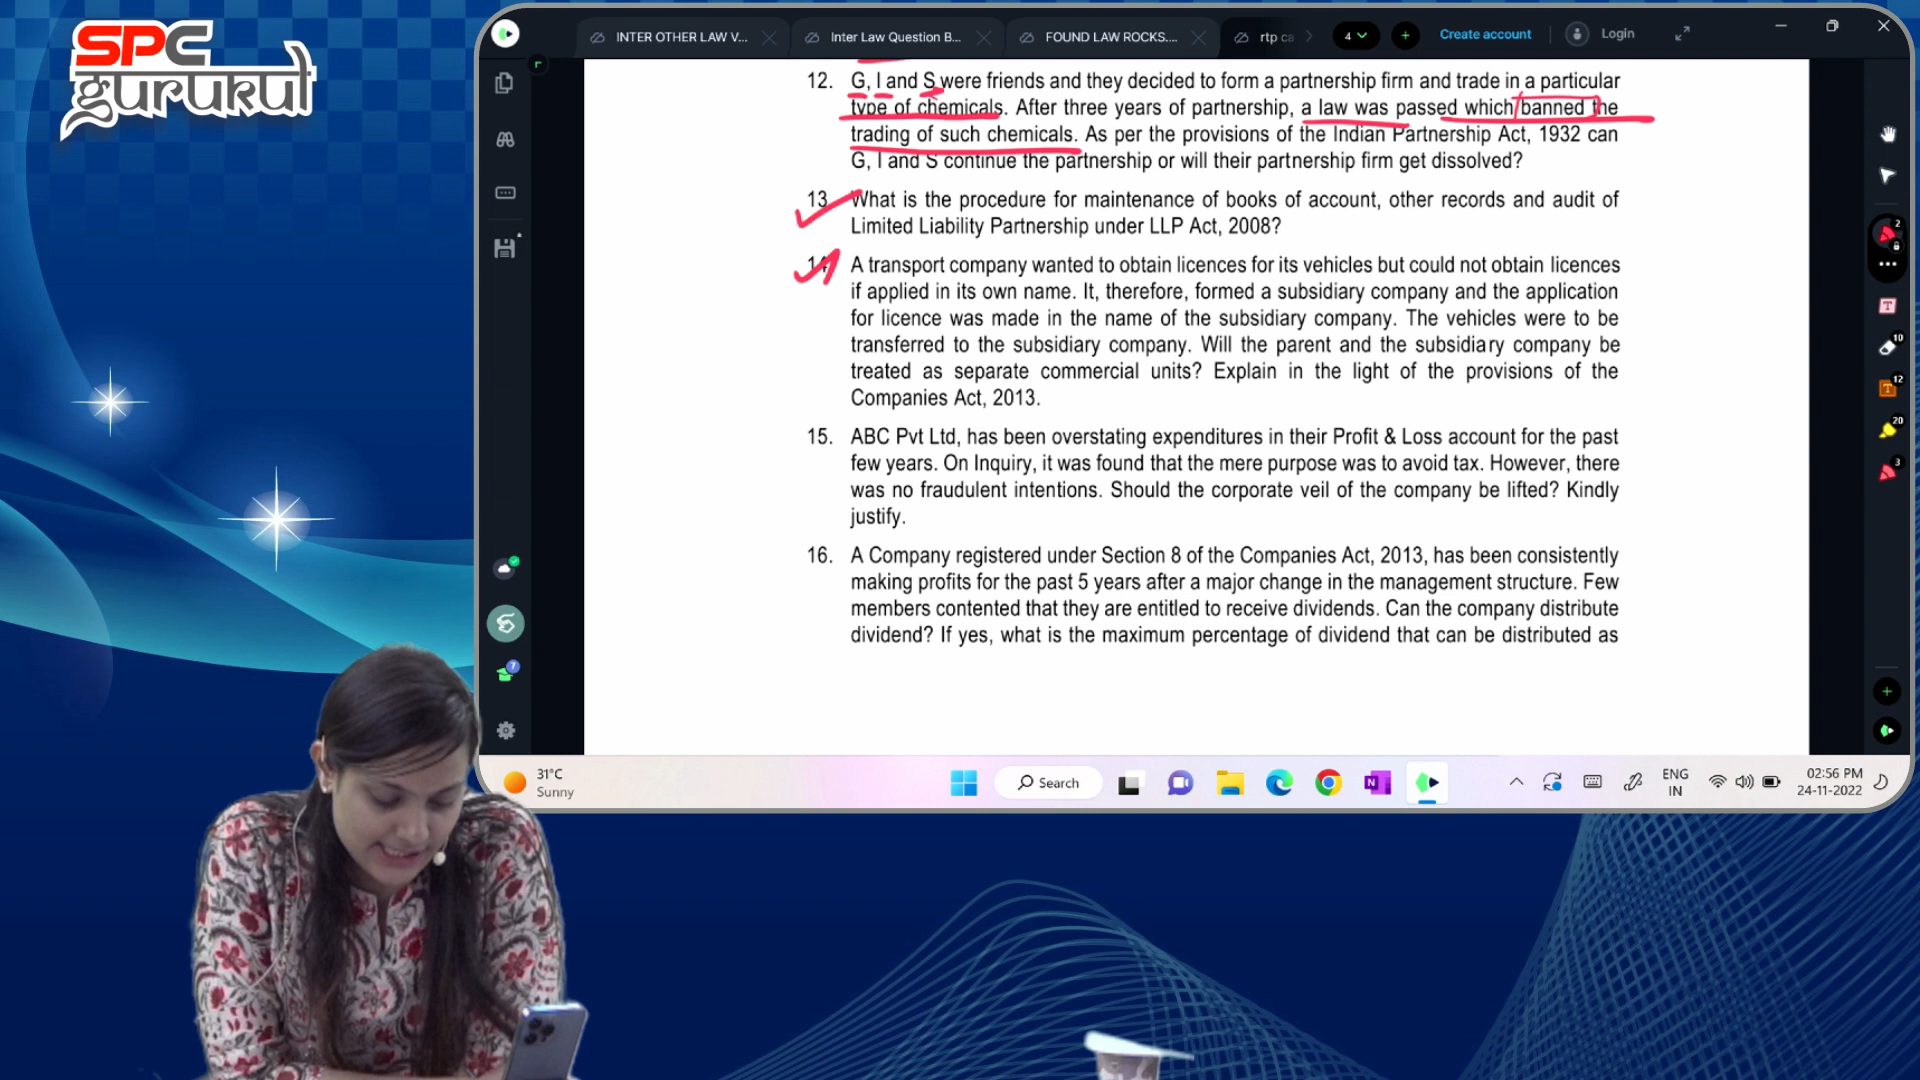 SPC
gurukul
INTER OTHER LAW V...
Inter Law Question B...
FOUND LAW ROCKS....
rtp ca
4
Create account
Login
12. G, I and S were friends and they decided to form a partnership firm and trade in a particular
type of chemicals. After three years of partnership, a law was passed which banned the
trading of such chemicals. As per the provisions of the Indian Partnership Act, 1932 can
G, I and S continue the partnership or will their partnership firm get dissolved?
13. What is the procedure for maintenance of books of account, other records and audit of
Limited Liability Partnership under LLP Act, 2008?
14. A transport company wanted to obtain licences for its vehicles but could not obtain licences
if applied in its own name. It, therefore, formed a subsidiary company and the application
for licence was made in the name of the subsidiary company. The vehicles were to be
transferred to the subsidiary company. Will the parent and the subsidiary company be
treated as separate commercial units? Explain in the light of the provisions of the
Companies Act, 2013.
15. ABC Pvt Ltd, has been overstating expenditures in their Profit & Loss account for the past
few years. On Inquiry, it was found that the mere purpose was to avoid tax. However, there
was no fraudulent intentions. Should the corporate veil of the company be lifted? Kindly
justify.
16. A Company registered under Section 8 of the Companies Act, 2013, has been consistently
making profits for the past 5 years after a major change in the management structure. Few
members contented that they are entitled to receive dividends. Can the company distribute
dividend? If yes, what is the maximum percentage of dividend that can be distributed as
2
10
12
20
3
7
31°C
Sunny
Search
ENG
IN
02:56 PM
24-11-2022